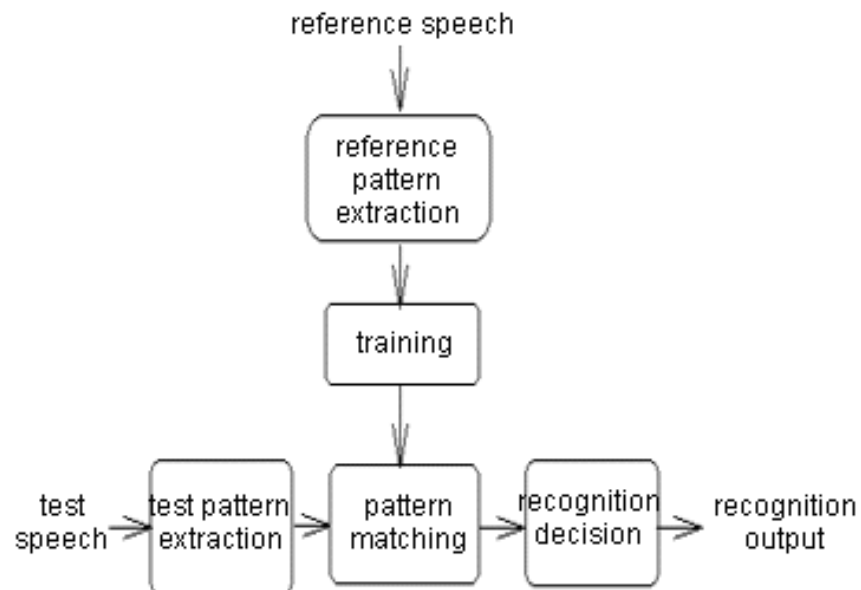 reference speech
reference
pattern
extraction
training
test
speech
test pattern
extraction
pattern
matching
recognition
decision
recognition
output